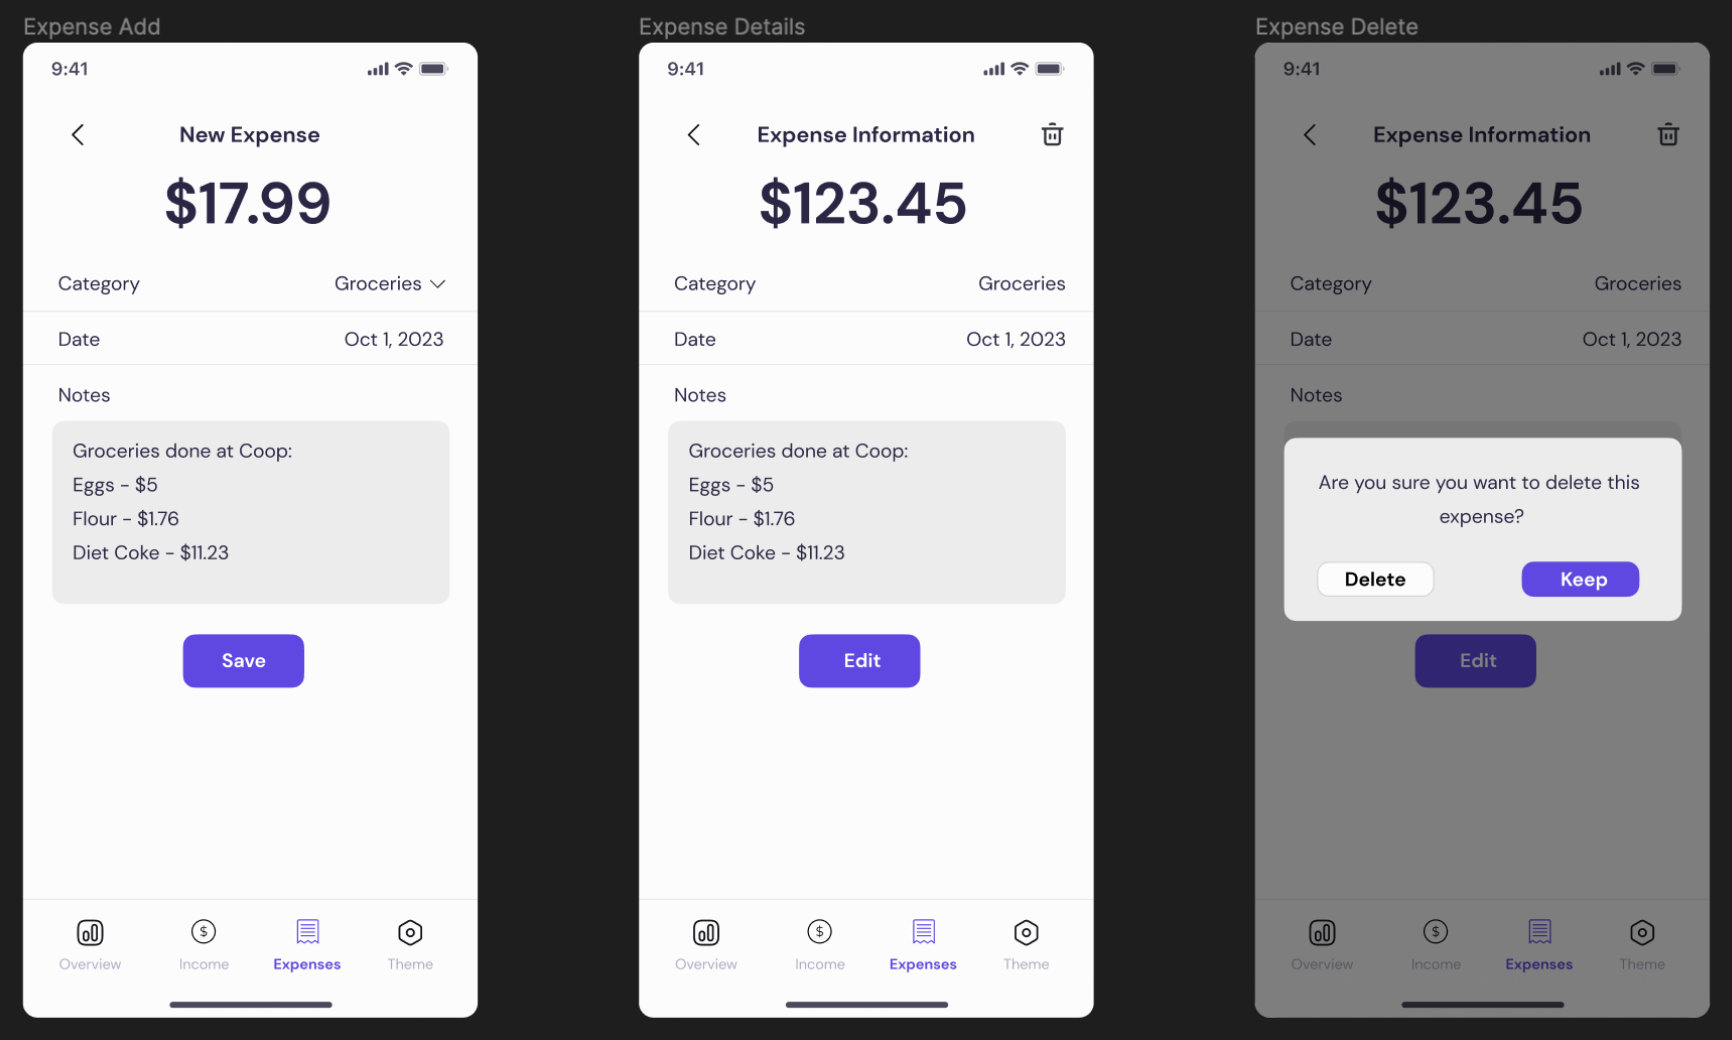 Expense Add
9:41
New Expense
$17.99
Category Groceries
Date Oct 1, 2023
Notes
Groceries done at Coop:
Eggs - $5
Flour - $1.76
Diet Coke - $11.23
Save
$
Overview Income Expenses Theme
Expense Details
9:41
Expense Information
$123.45
Category Groceries
Date Oct 1, 2023
Notes
Groceries done at Coop:
Eggs - $5
Flour - $1.76
Diet Coke - $11.23
Edit
$
Overview Income Expenses Theme
Expense Delete
9:41
Expense Information
$123.45
Category Groceries
Date Oct 1, 2023
Notes
Are you sure you want to delete this
expense?
Delete Keep
Edit
$
Overview Income Expenses Theme